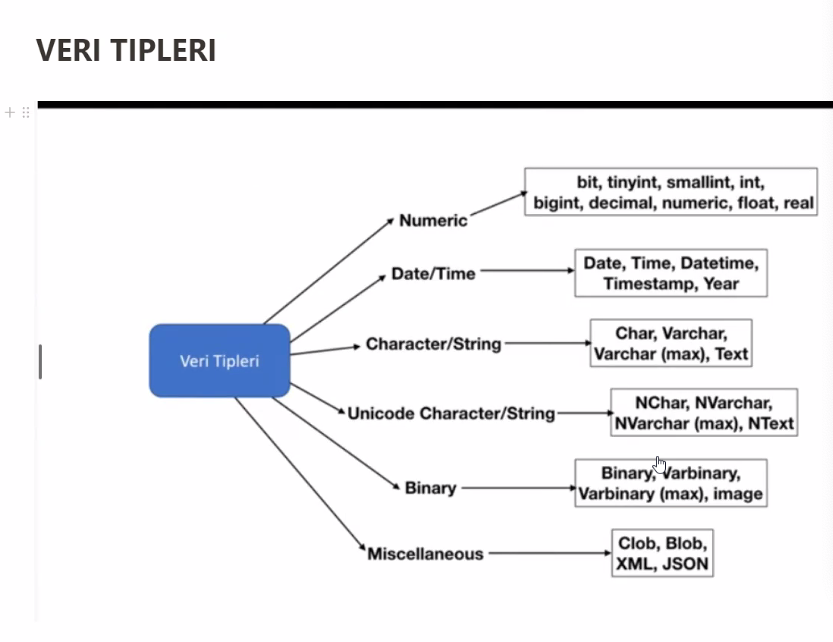 VERİ TİPLERİ
bit, tinyint, smallint, int,
bigint, decimal, numeric, float, real
Numeric
Date, Time, Datetime,
Timestamp, Year
Date/Time
Char, Varchar,
Varchar (max), Text
Character/String
Veri Tipleri
NChar, NVarchar,
NVarchar (max), NText
Unicode Character/String
Binary, Varbinary,
Varbinary (max), image
Binary
Clob, Blob,
XML, JSON
Miscellaneous